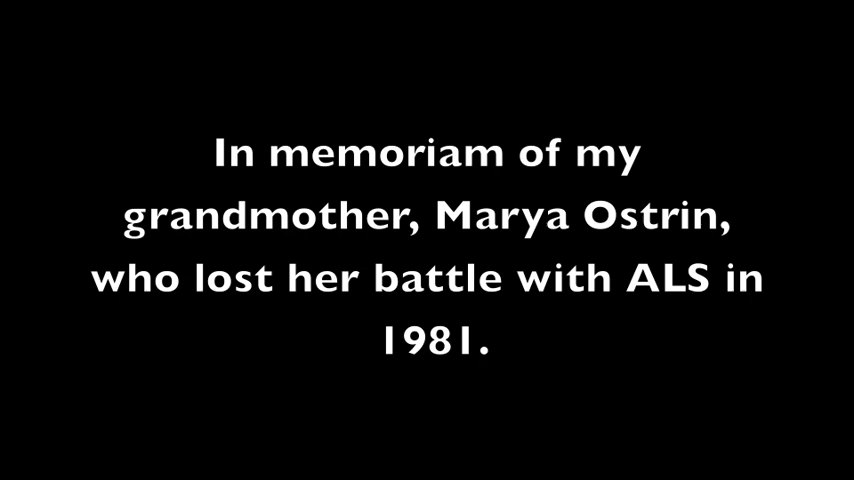 In memoriam of my
grandmother, Marya Ostrin,
who lost her battle with ALS in
1981.